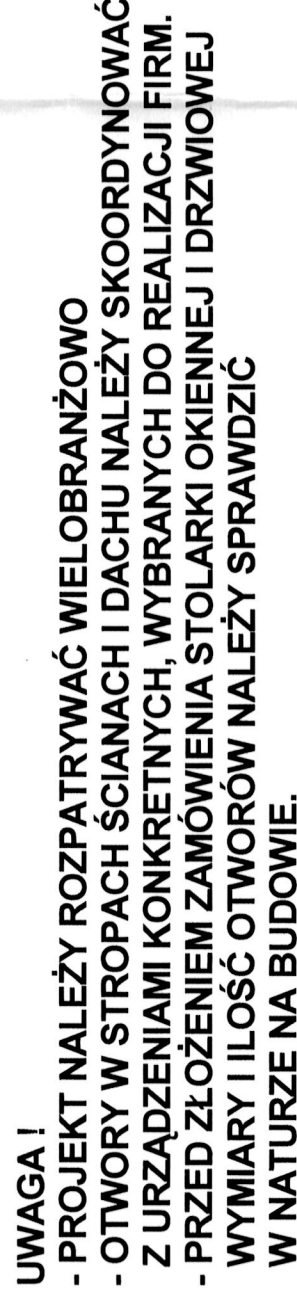 UWAGA !
- PROJEKT NALEŻY ROZPATRYWAĆ WIELOBRANŻOWO
- OTWORY W STROPACH ŚCIANACH I DACHU NALEŻY SKOORDYNOWAĆ
Z URZĄDZENIAMI KONKRETNYCH, WYBRANYCH DO REALIZACJI FIRM.
- PRZED ZŁOŻENIEM ZAMÓWIENIA STOLARKI OKIENNEJ I DRZWIOWEJ
WYMIARY I ILOŚĆ OTWORÓW NALEŻY SPRAWDZIĆ
W NATURZE NA BUDOWIE.